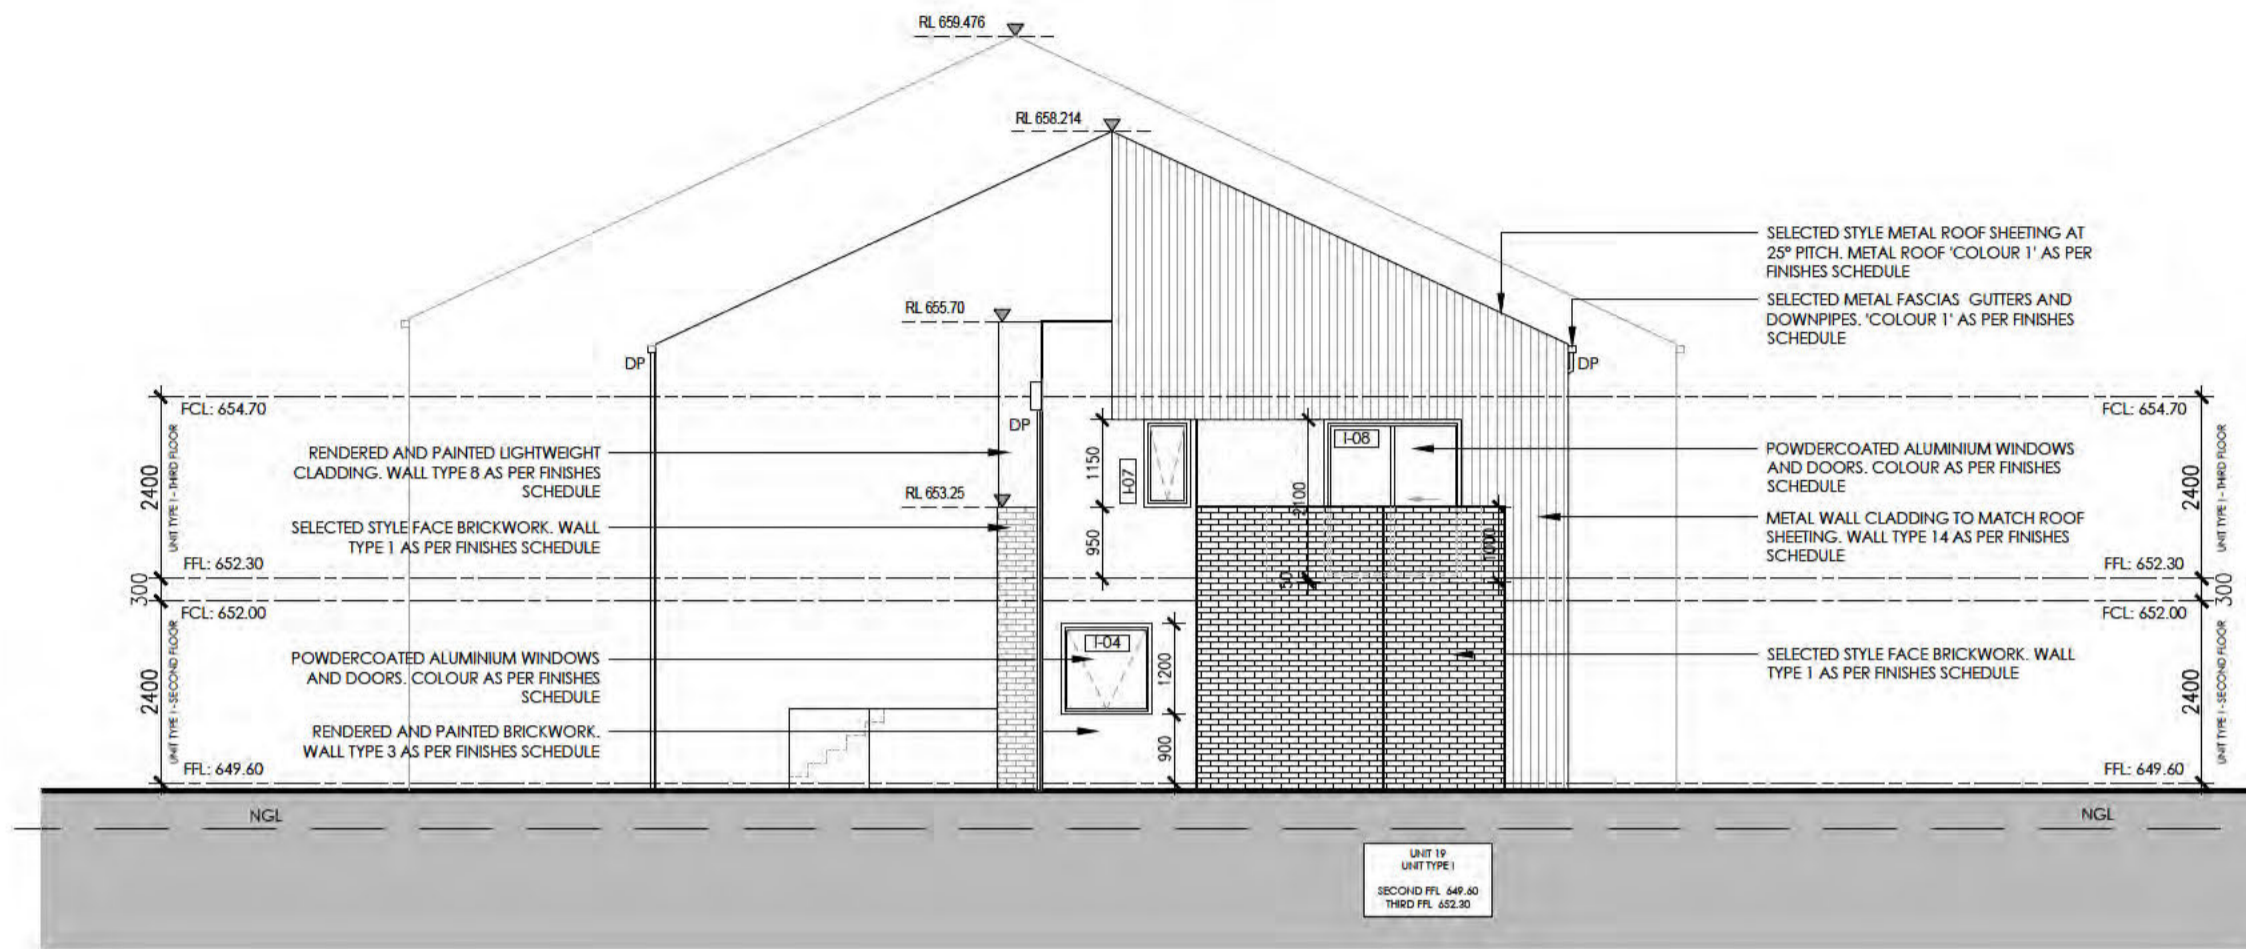 RL 659.476
RL 658.214
SELECTED STYLE METAL ROOF SHEETING AT
25° PITCH. METAL ROOF 'COLOUR 1' AS PER
FINISHES SCHEDULE
SELECTED METAL FASCIAS GUTTERS AND
DOWNPIPES. 'COLOUR 1' AS PER FINISHES
SCHEDULE
RL 655.70
DP
DP
FCL: 654.70
FCL: 654.70
DP
RENDERED AND PAINTED LIGHTWEIGHT
CLADDING. WALL TYPE 8 AS PER FINISHES
SCHEDULE
I-08
POWDERCOATED ALUMINIUM WINDOWS
AND DOORS. COLOUR AS PER FINISHES
SCHEDULE
2400
UNIT TYPE I - THIRD FLOOR
1150
I-07
2100
2400
UNIT TYPE I - THIRD FLOOR
RL 653.25
SELECTED STYLE FACE BRICKWORK. WALL
TYPE 1 AS PER FINISHES SCHEDULE
950
1000
METAL WALL CLADDING TO MATCH ROOF
SHEETING. WALL TYPE 14 AS PER FINISHES
SCHEDULE
FFL: 652.30
FFL: 652.30
300
50
300
FCL: 652.00
FCL: 652.00
I-04
POWDERCOATED ALUMINIUM WINDOWS
AND DOORS. COLOUR AS PER FINISHES
SCHEDULE
1200
SELECTED STYLE FACE BRICKWORK. WALL
TYPE 1 AS PER FINISHES SCHEDULE
2400
UNIT TYPE I - SECOND FLOOR
2400
UNIT TYPE I - SECOND FLOOR
RENDERED AND PAINTED BRICKWORK.
WALL TYPE 3 AS PER FINISHES SCHEDULE
900
FFL: 649.60
FFL: 649.60
NGL
NGL
UNIT 19
UNIT TYPE I
SECOND FFL 649.60
THIRD FFL 652.30